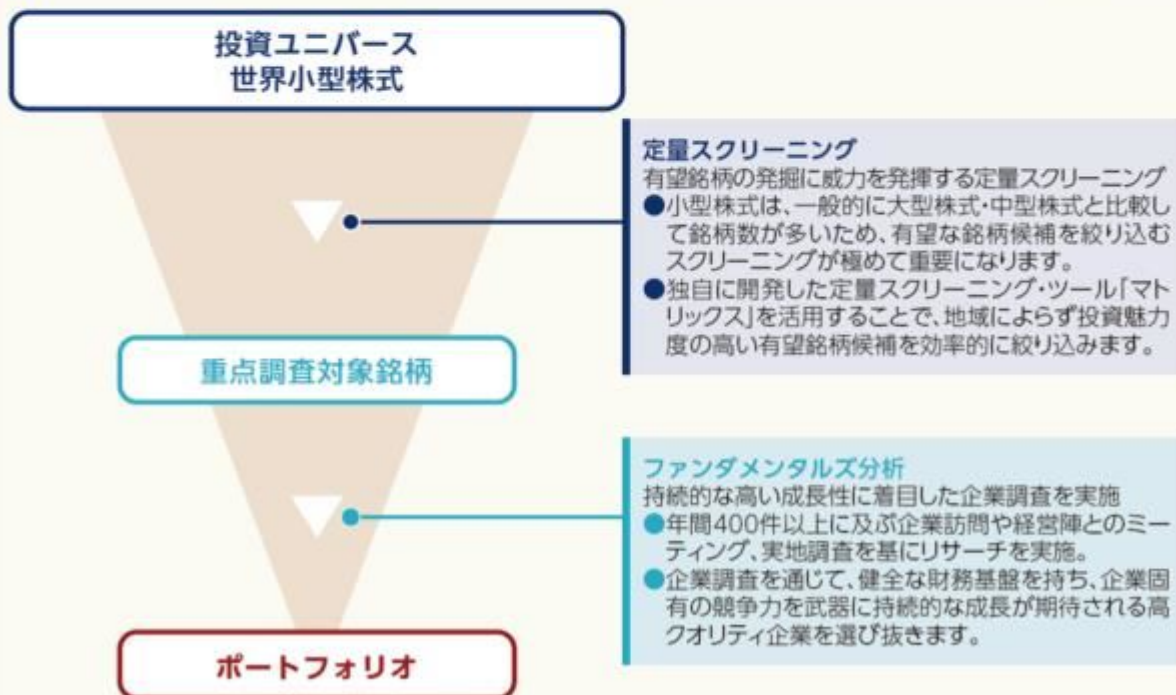 投資ユニバース
世界小型株式
定量スクリーニング
有望銘柄の発掘に威力を発揮する定量スクリーニング
●小型株式は、一般的に大型株式・中型株式と比較し
て銘柄数が多いため、有望な銘柄候補を絞り込む
スクリーニングが極めて重要になります。
●独自に開発した定量スクリーニング・ツール「マト
リックス」を活用することで、地域によらず投資魅力
度の高い有望銘柄候補を効率的に絞り込みます。
重点調査対象銘柄
ファンダメンタルズ分析
持続的な高い成長性に着目した企業調査を実施
●年間400件以上に及ぶ企業訪問や経営陣とのミー
ティング、実地調査を基にリサーチを実施。
●企業調査を通じて、健全な財務基盤を持ち、企業固
有の競争力を武器に持続的な成長が期待される高
クオリティ企業を選び抜きます。
ポートフォリオ